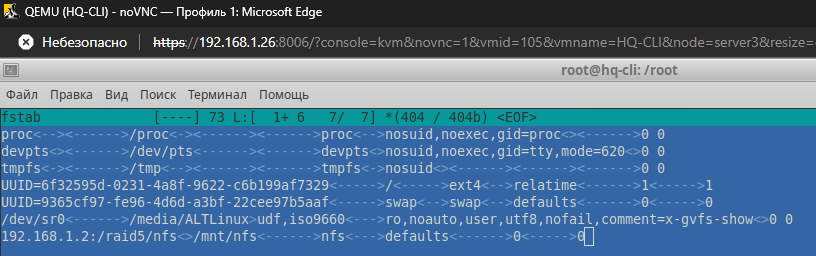 QEMU (HQ-CLI) - noVNC — Профиль 1: Microsoft Edge
Небезопасно https://192.168.1.26:8006/?console=kvm&novnc=1&vmid=105&vmname=HQ-CLI&node=server3&resize=
root@hq-cli: /root
Файл Правка Вид Поиск Терминал Помощь
fstab [----] 73 L:[ 1+ 6 7/ 7] *(404 / 404b) <EOF>
proc<--><------>/proc<-><------><------>proc<-->nosuid,noexec,gid=proc<><------>0 0
devpts<><------>/dev/pts<------><------>devpts<>nosuid,noexec,gid=tty,mode=620<>0 0
tmpfs<-><------>/tmp<--><------><------>tmpfs<->nosuid<><------><------><------>0 0
UUID=6f32595d-0231-4a8f-9622-c6b199af7329<----->/<----->ext4<-->relatime<------>1<----->1
UUID=9365cf97-fe96-4d6d-a3bf-22cee97b5aaf<----->swap<-->swap<-->defaults<------>0<----->0
/dev/sr0<------>/media/ALTLinux>udf,iso9660<--->ro,noauto,user,utf8,nofail,comment=x-gvfs-show<>0 0
192.168.1.2:/raid5/nfs<>/mnt/nfs<------>nfs<--->defaults<------>0<----->0